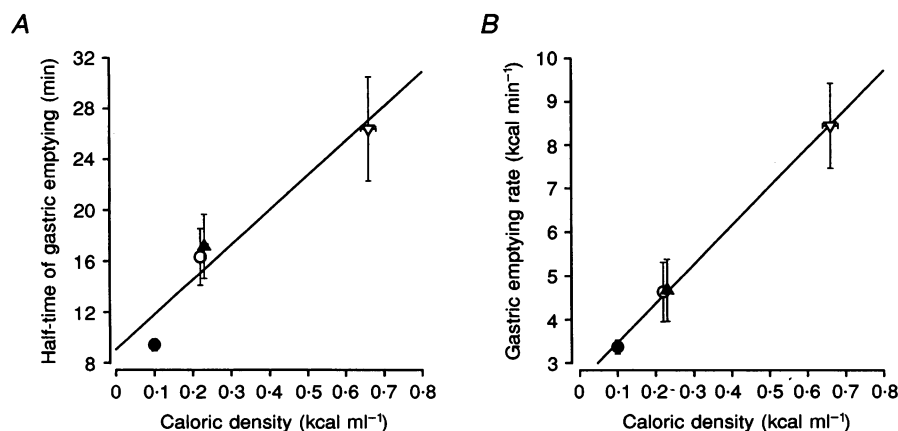 A
B
Half-time of gastric emptying (min)
32
28
24
20
16
12
8
0 0·1 0·2 0·3 0·4 0·5 0·6 0·7 0·8
Caloric density (kcal ml⁻¹)
Gastric emptying rate (kcal min⁻¹)
10
9
8
7
6
5
4
3
0 0·1 0·2 0·3 0·4 0·5 0·6 0·7 0·8
Caloric density (kcal ml⁻¹)